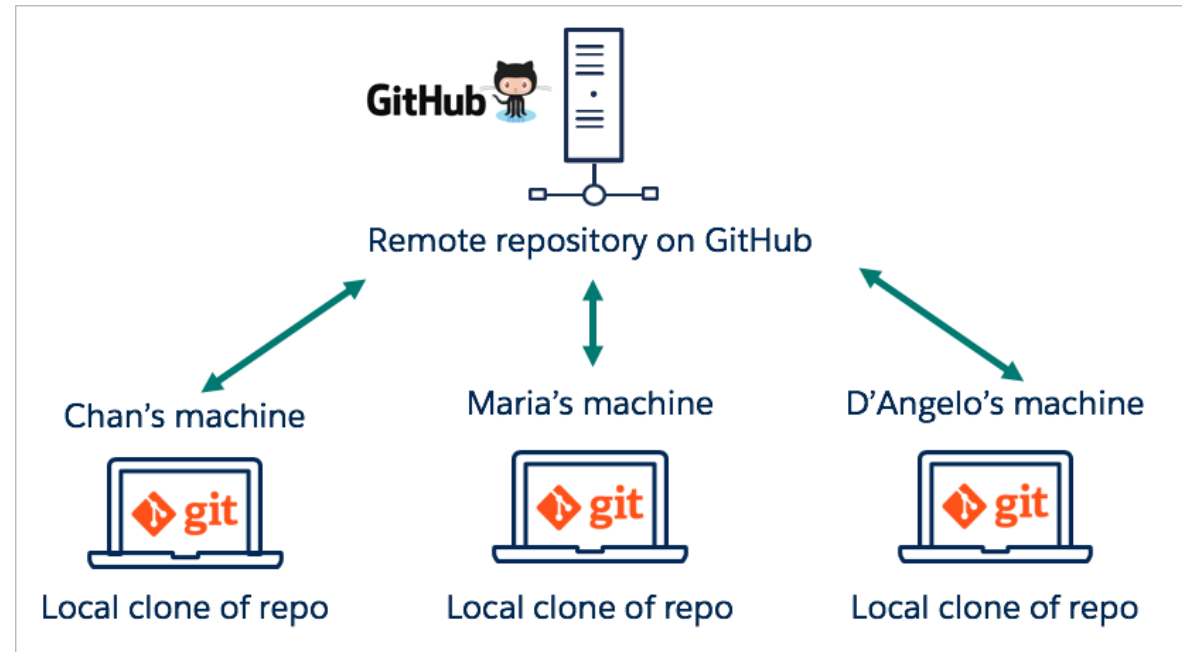 GitHub
Remote repository on GitHub
Chan’s machine
Maria’s machine
D’Angelo’s machine
git
git
git
Local clone of repo
Local clone of repo
Local clone of repo